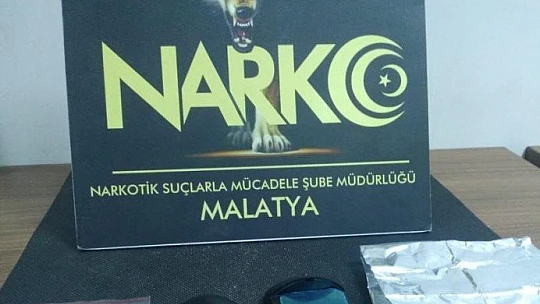 NARKO
NARKOTİK SUÇLARLA MÜCADELE ŞUBE MÜDÜRLÜĞÜ
MALATYA